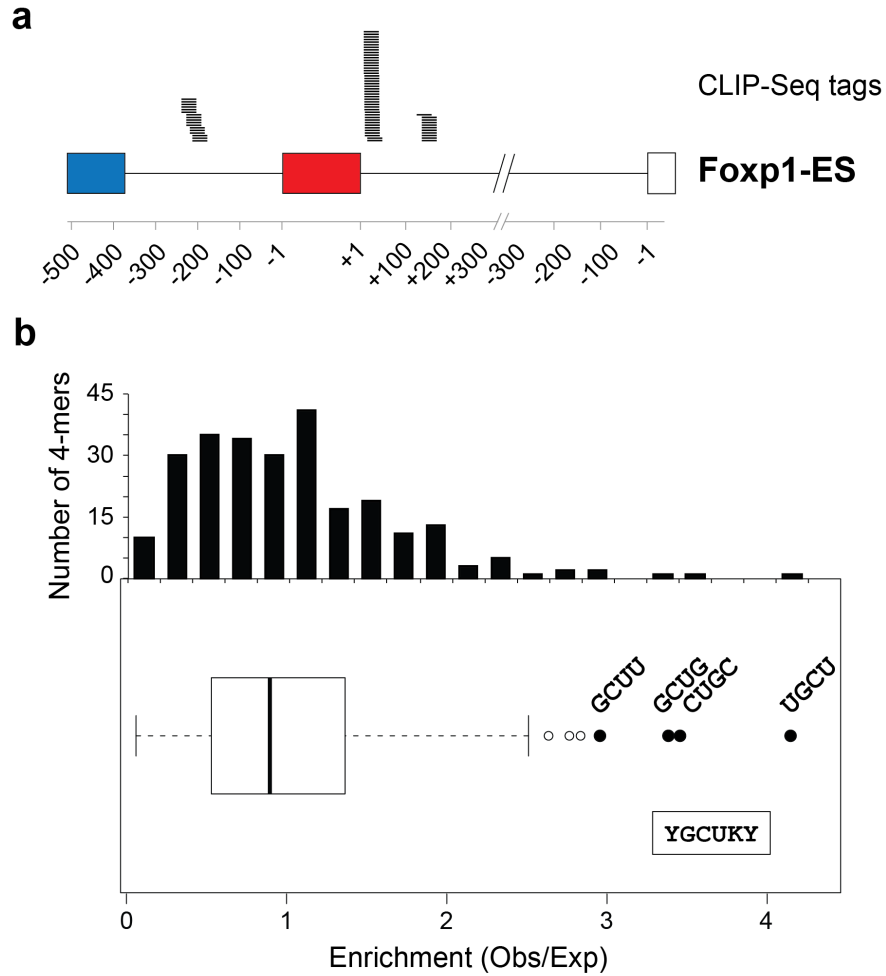 a
CLIP-Seq tags
Foxp1-ES
-500 -400 -300 -200 -100 -1 +1 +100 +200 +300 -300 -200 -100 -1
b
Number of 4-mers
45
30
15
0
GCUU GCUG CUGC UGCU
YGCUKY
0 1 2 3 4
Enrichment (Obs/Exp)